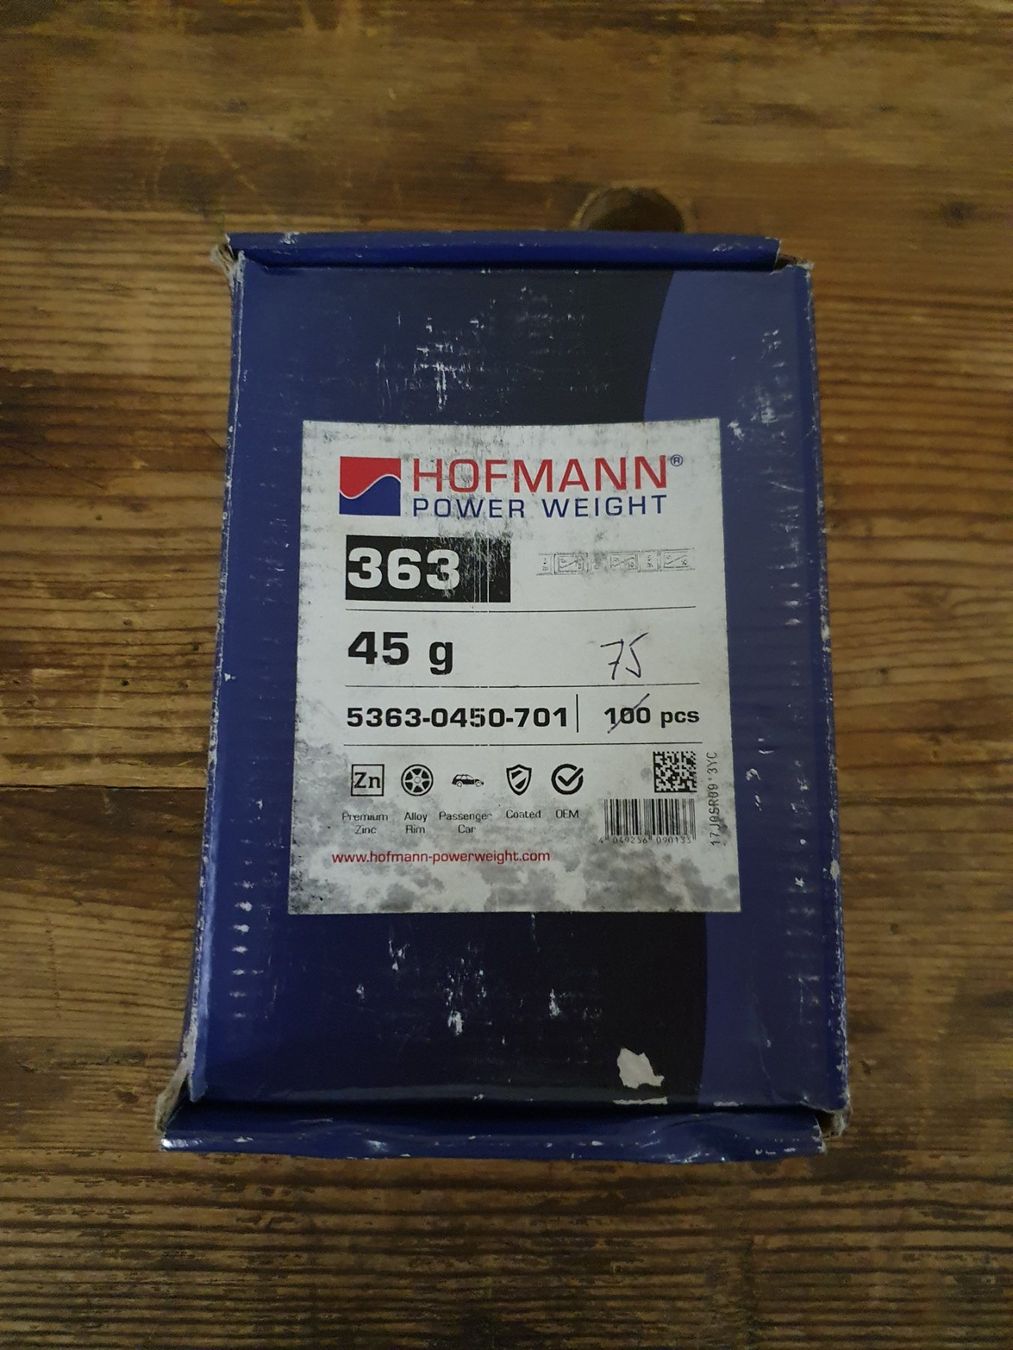 HOFMANN®
POWER WEIGHT
363
45 g 75
5363-0450-701 100 pcs
Zn
Premium Zinc
Alloy Rim
Passenger Car
Coated
OEM
www.hofmann-powerweight.com